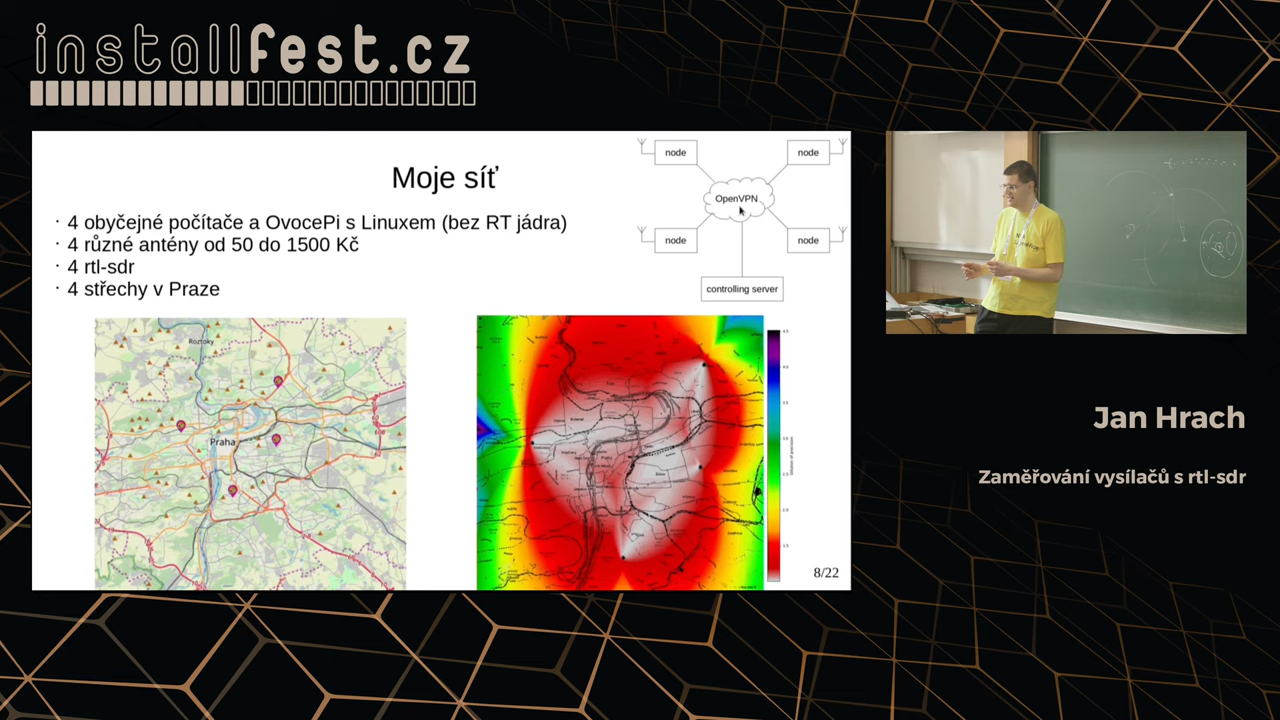 installfest.cz
Moje síť
· 4 obyčejné počítače a OvocePi s Linuxem (bez RT jádra)
· 4 různé antény od 50 do 1500 Kč
· 4 rtl-sdr
· 4 střechy v Praze
node
node
OpenVPN
node
node
controlling server
Roztoky
Praha
8/22
Jan Hrach
Zaměřování vysílačů s rtl-sdr